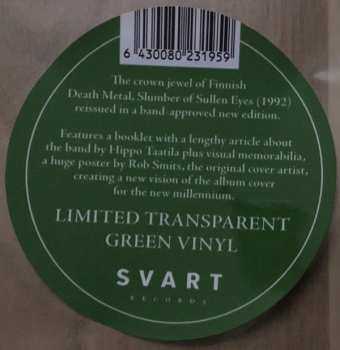 6 430080 231959
The crown jewel of Finnish
Death Metal, Slumber of Sullen Eyes (1992)
reissued in a band-approved new edition.
Features a booklet with a lengthy article about
the band by Hippo Taatila plus visual memorabilia,
a huge poster by Rob Smits, the original cover artist,
creating a new vision of the album cover
for the new millennium.
LIMITED TRANSPARENT
GREEN VINYL
SVART
RECORDS